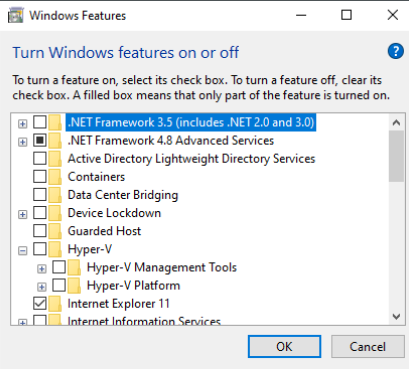 Windows Features
Turn Windows features on or off
To turn a feature on, select its check box. To turn a feature off, clear its
check box. A filled box means that only part of the feature is turned on.
.NET Framework 3.5 (includes .NET 2.0 and 3.0)
.NET Framework 4.8 Advanced Services
Active Directory Lightweight Directory Services
Containers
Data Center Bridging
Device Lockdown
Guarded Host
Hyper-V
Hyper-V Management Tools
Hyper-V Platform
Internet Explorer 11
Internet Information Services
OK Cancel